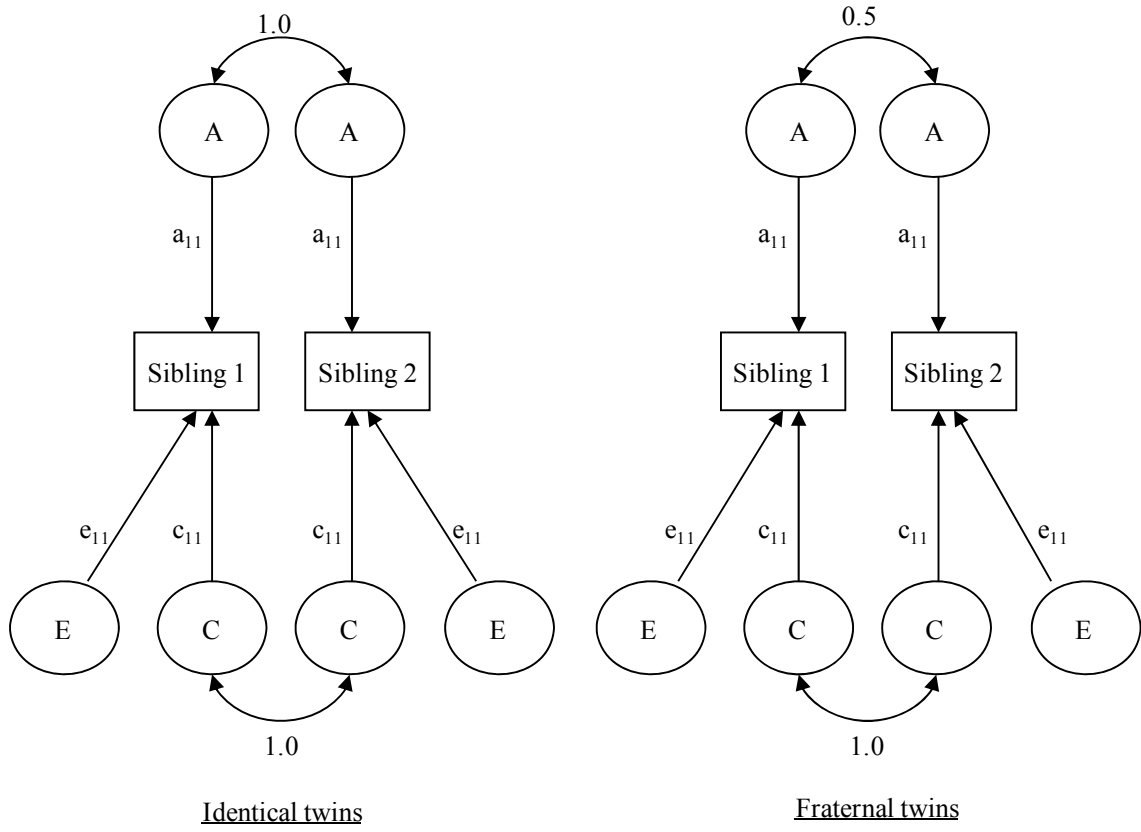 1.0 0.5
A A A A
a₁₁ a₁₁ a₁₁ a₁₁
Sibling 1 Sibling 2 Sibling 1 Sibling 2
e₁₁ c₁₁ c₁₁ e₁₁ e₁₁ c₁₁ c₁₁ e₁₁
E C C E E C C E
1.0 1.0
Identical twins Fraternal twins